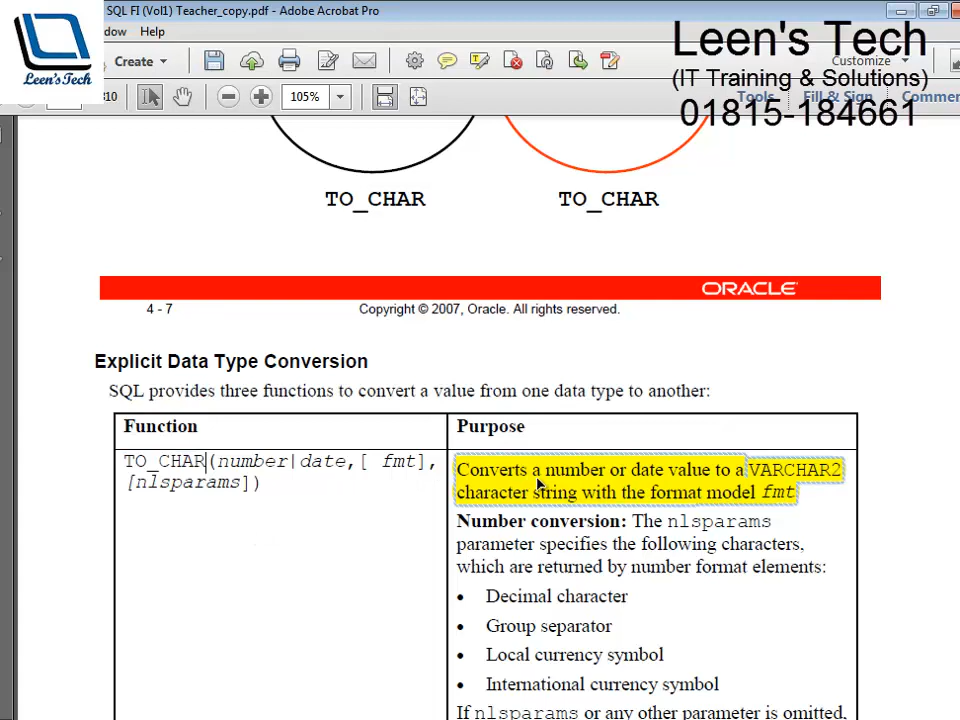 SQL FI (Vol1) Teacher_copy.pdf - Adobe Acrobat Pro
Leen's Tech
dow Help
Leen's Tech
Create
Customize
(IT Training & Solutions)
310
105%
Tools
Fill & Sign
Comme
01815-184661
TO_CHAR
TO_CHAR
ORACLE
4 - 7
Copyright © 2007, Oracle. All rights reserved.
Explicit Data Type Conversion
SQL provides three functions to convert a value from one data type to another:
Function
Purpose
TO_CHAR(number|date,[ fmt],
[nlsparams])
Converts a number or date value to a VARCHAR2
character string with the format model fmt
Number conversion: The nlsparams
parameter specifies the following characters,
which are returned by number format elements:
• Decimal character
• Group separator
• Local currency symbol
• International currency symbol
If nlsparams or any other parameter is omitted,